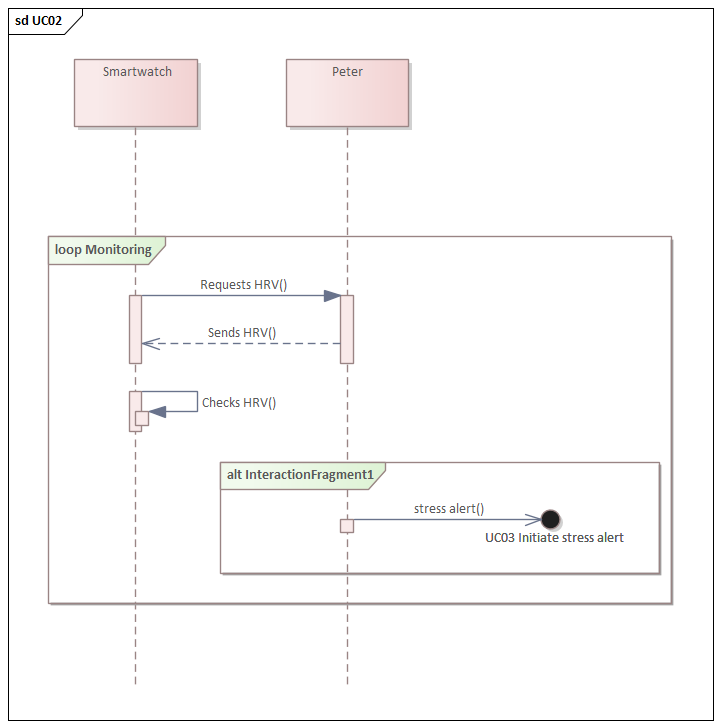 sd UC02
Smartwatch
Peter
loop Monitoring
Requests HRV()
Sends HRV()
Checks HRV()
alt InteractionFragment1
stress alert()
UC03 Initiate stress alert